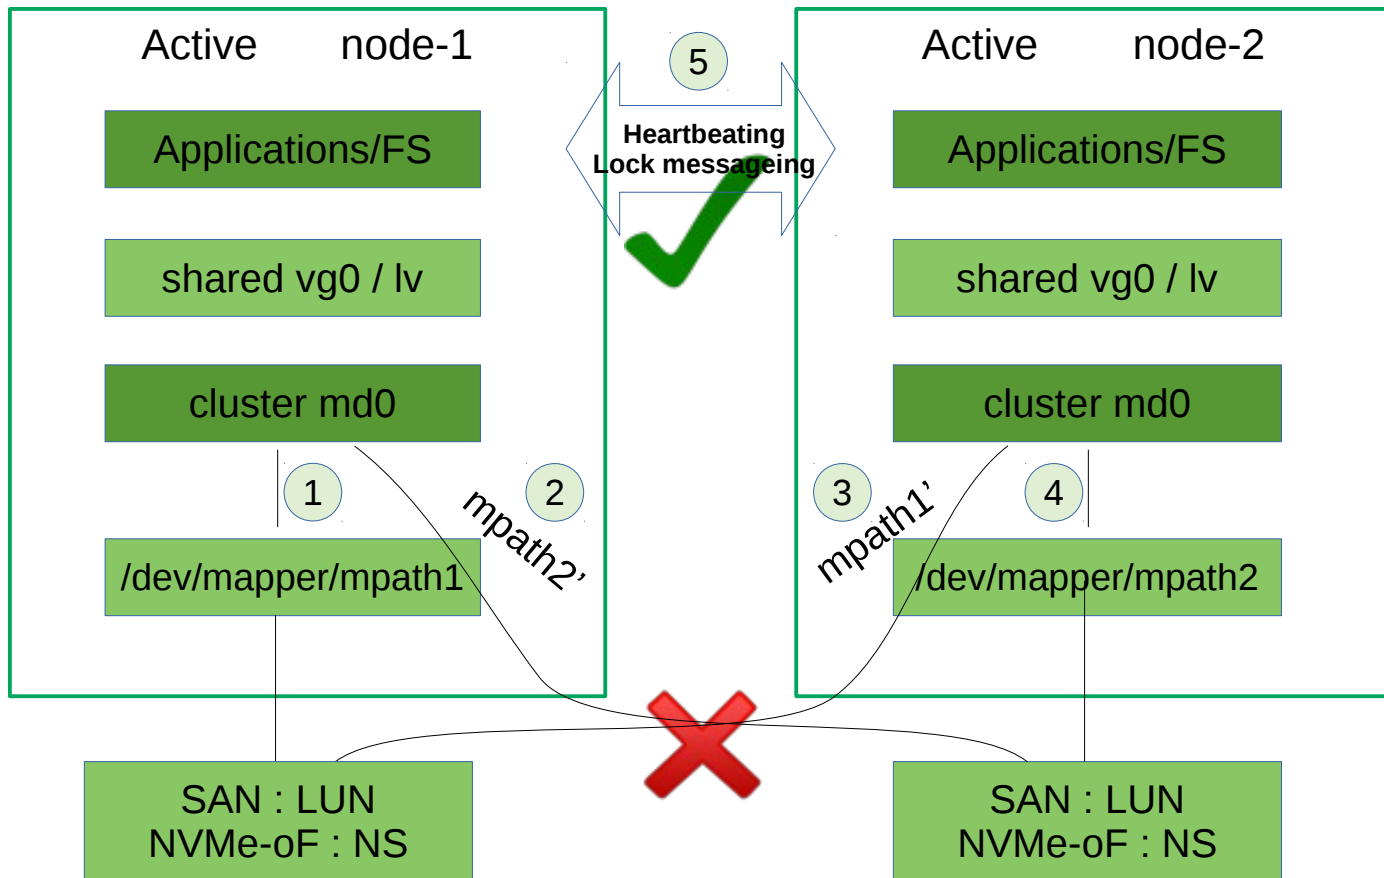 Active node-1
Applications/FS
shared vg0 / lv
cluster md0
1
2
mpath2’
/dev/mapper/mpath1
SAN : LUN
NVMe-oF : NS
5
Heartbeating
Lock messageing
Active node-2
Applications/FS
shared vg0 / lv
cluster md0
3
4
mpath1’
/dev/mapper/mpath2
SAN : LUN
NVMe-oF : NS